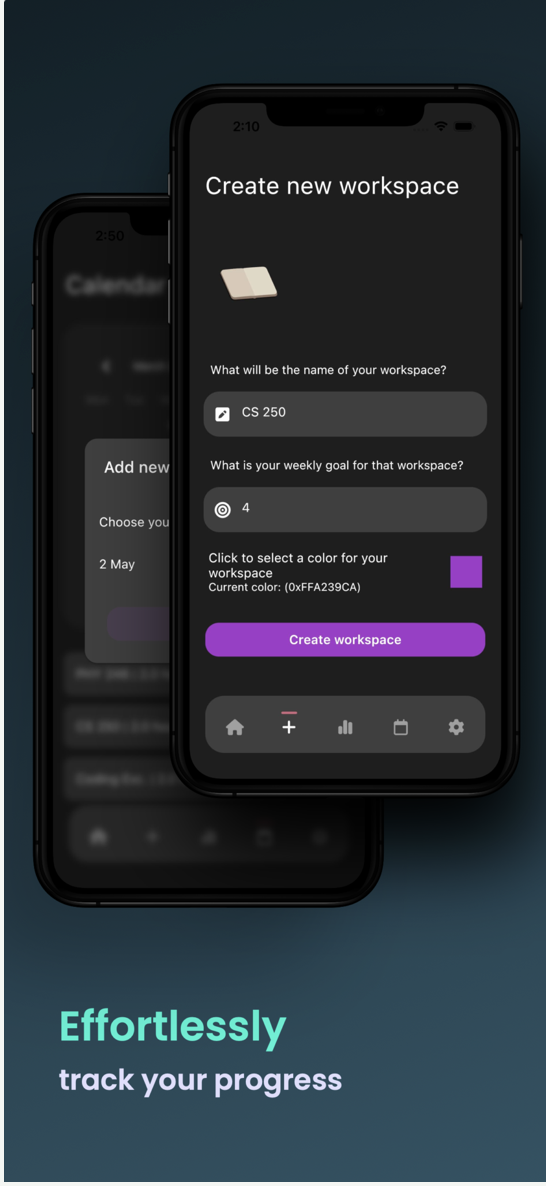 2:10
Create new workspace
What will be the name of your workspace?
CS 250
What is your weekly goal for that workspace?
4
Click to select a color for your
workspace
Current color: (0xFFA239CA)
Create workspace
2:50
Calendar
Add new
Choose you
2 May
CS 250
Effortlessly
track your progress